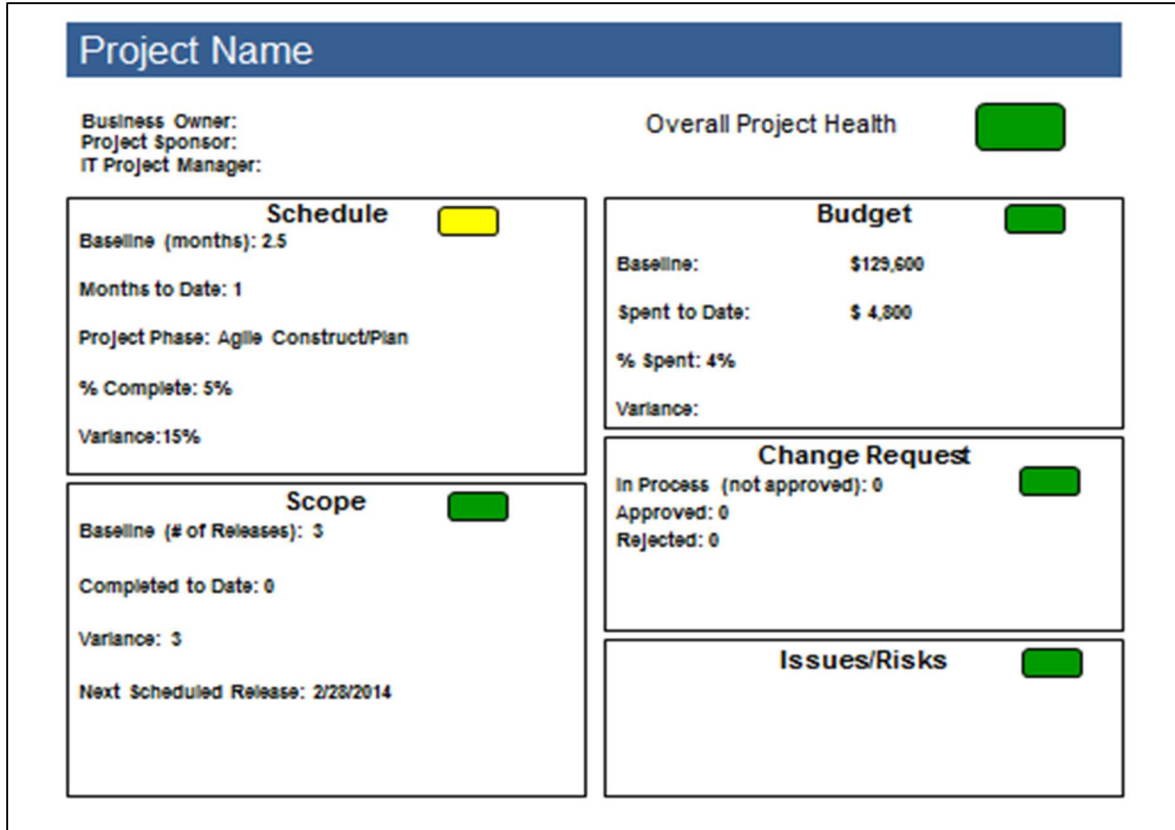 Project Name
Business Owner:
Project Sponsor:
IT Project Manager:
Overall Project Health
Schedule
Baseline (months): 2.5
Months to Date: 1
Project Phase: Agile Construct/Plan
% Complete: 5%
Variance:15%
Scope
Baseline (# of Releases): 3
Completed to Date: 0
Variance: 3
Next Scheduled Release: 2/28/2014
Budget
Baseline: $129,600
Spent to Date: $ 4,800
% Spent: 4%
Variance:
Change Request
In Process (not approved): 0
Approved: 0
Rejected: 0
Issues/Risks